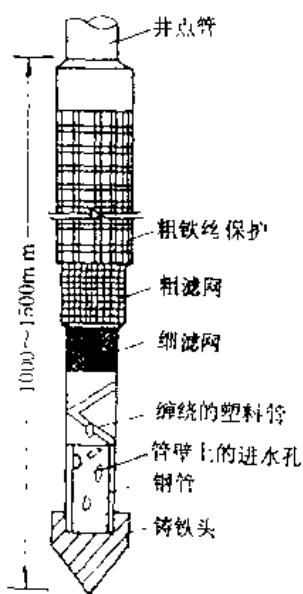 井点管
1000~1500mm
粗铁丝保护
粗滤网
细滤网
缠绕的塑料管
管壁上的进水孔
钢管
铸铁头